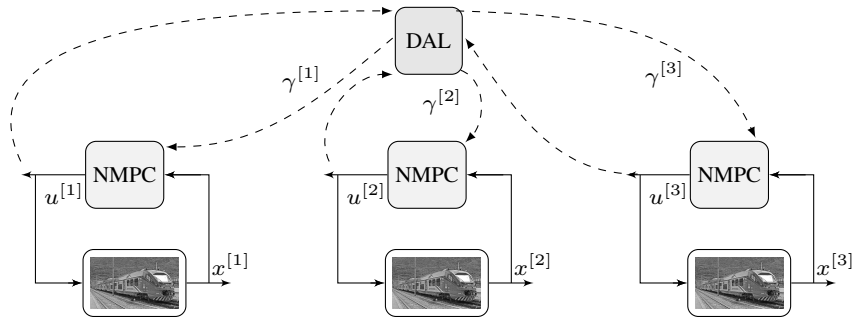 DAL
γ^{[1]}
γ^{[2]}
γ^{[3]}
NMPC
NMPC
NMPC
u^{[1]}
u^{[2]}
u^{[3]}
x^{[1]}
x^{[2]}
x^{[3]}